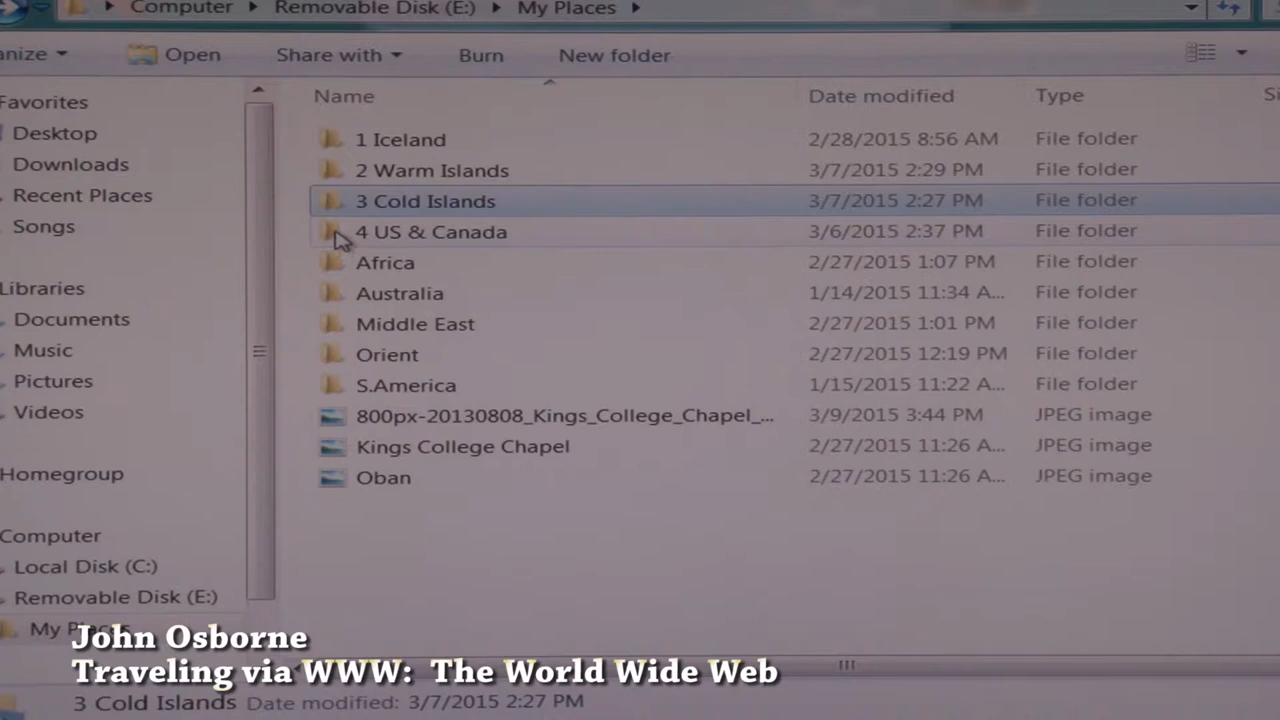 Computer ▸ Removable Disk (E:) ▸ My Places ▸
anize Open Share with Burn New folder
Name Date modified Type Si
Favorites
Desktop
Downloads
Recent Places
Songs
Libraries
Documents
Music
Pictures
Videos
Homegroup
Computer
Local Disk (C:)
Removable Disk (E:)
My
1 Iceland 2/28/2015 8:56 AM File folder
2 Warm Islands 3/7/2015 2:29 PM File folder
3 Cold Islands 3/7/2015 2:27 PM File folder
4 US & Canada 3/6/2015 2:37 PM File folder
Africa 2/27/2015 1:07 PM File folder
Australia 1/14/2015 11:34 A... File folder
Middle East 2/27/2015 1:01 PM File folder
Orient 2/27/2015 12:19 PM File folder
S.America 1/15/2015 11:22 A... File folder
800px-20130808_Kings_College_Chapel_... 3/9/2015 3:44 PM JPEG image
Kings College Chapel 2/27/2015 11:26 A... JPEG image
Oban 2/27/2015 11:26 A... JPEG image
John Osborne
Traveling via WWW: The World Wide Web
3 Cold Islands Date modified: 3/7/2015 2:27 PM